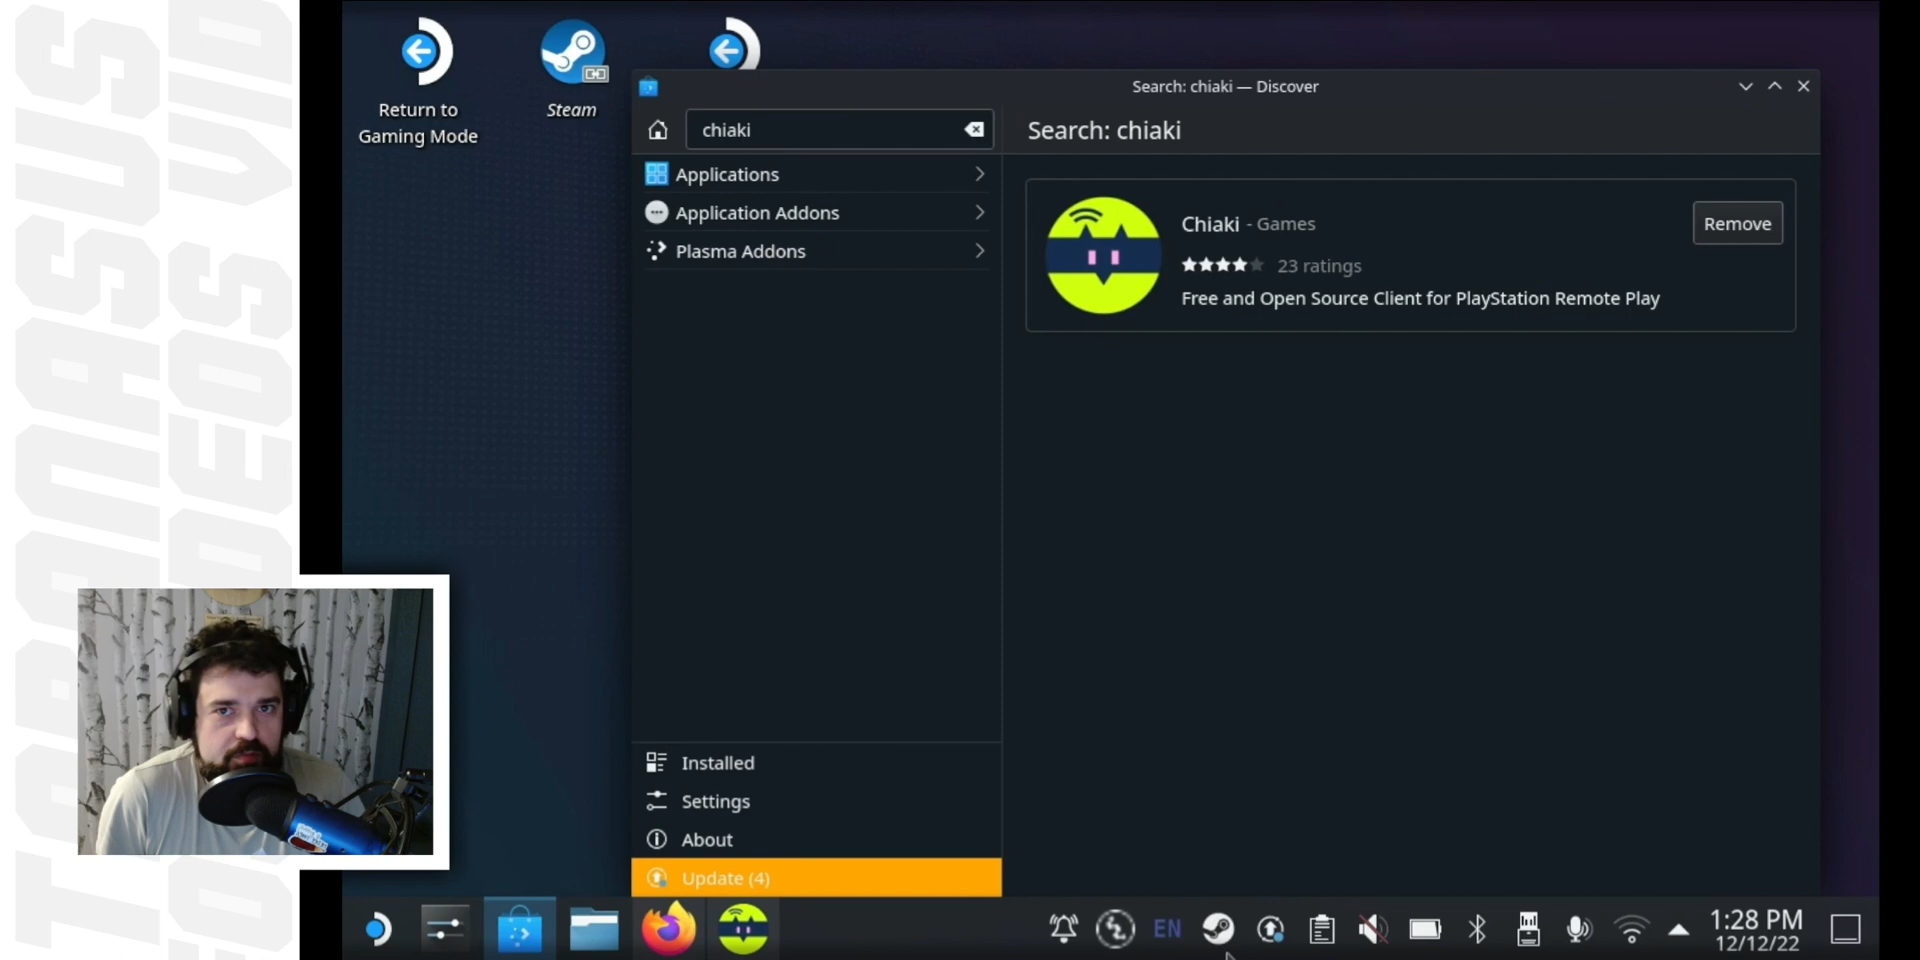 Return to
Gaming Mode
Steam
Search: chiaki — Discover
chiaki
Search: chiaki
Applications
Application Addons
Plasma Addons
Chiaki - Games
Remove
23 ratings
Free and Open Source Client for PlayStation Remote Play
Installed
Settings
About
Update (4)
EN
1:28 PM
12/12/22